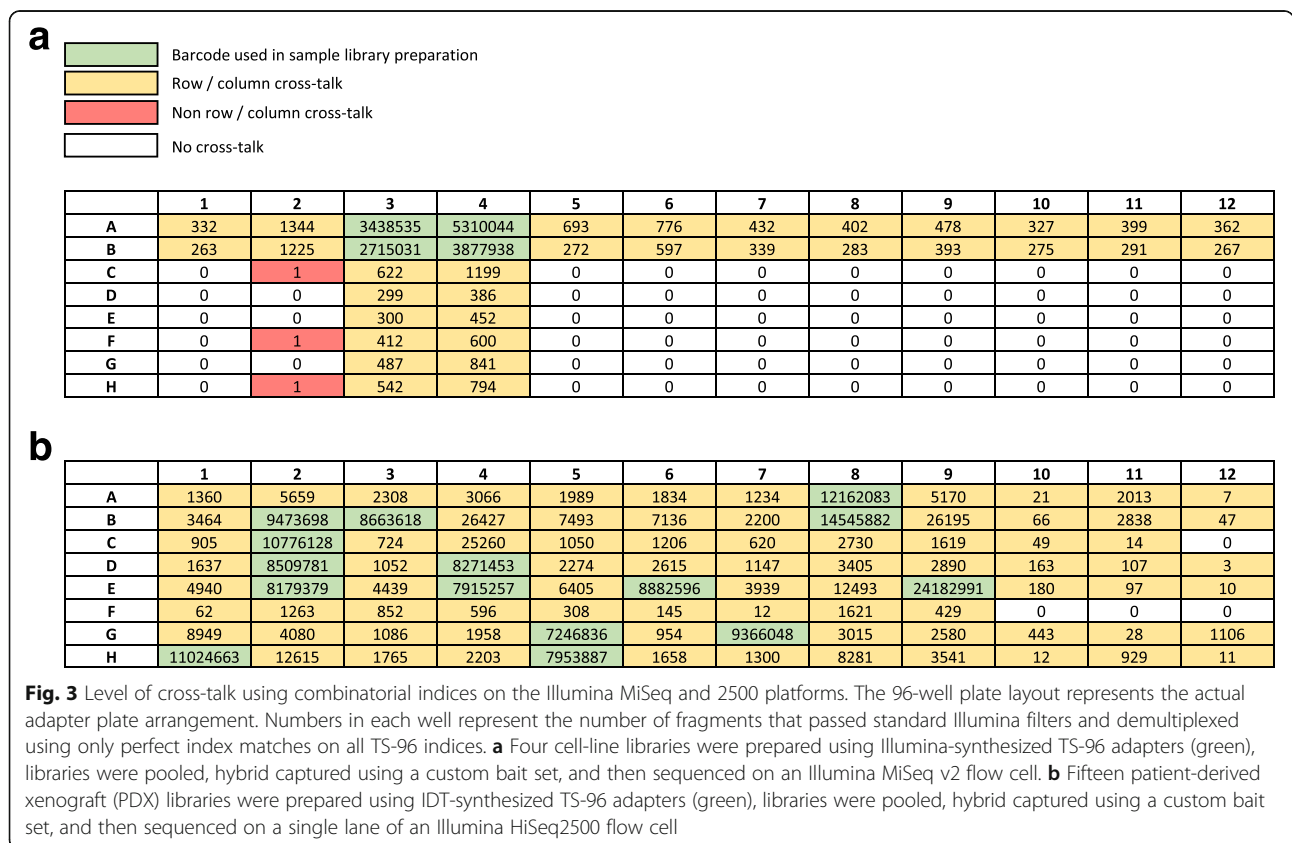 a
Barcode used in sample library preparation
Row / column cross-talk
Non row / column cross-talk
No cross-talk
1 2 3 4 5 6 7 8 9 10 11 12
A 332 1344 3438535 5310044 693 776 432 402 478 327 399 362
B 263 1225 2715031 3877938 272 597 339 283 393 275 291 267
C 0 1 622 1199 0 0 0 0 0 0 0 0
D 0 0 299 386 0 0 0 0 0 0 0 0
E 0 0 300 452 0 0 0 0 0 0 0 0
F 0 1 412 600 0 0 0 0 0 0 0 0
G 0 0 487 841 0 0 0 0 0 0 0 0
H 0 1 542 794 0 0 0 0 0 0 0 0
b
1 2 3 4 5 6 7 8 9 10 11 12
A 1360 5659 2308 3066 1989 1834 1234 12162083 5170 21 2013 7
B 3464 9473698 8663618 26427 7493 7136 2200 14545882 26195 66 2838 47
C 905 10776128 724 25260 1050 1206 620 2730 1619 49 14 0
D 1637 8509781 1052 8271453 2274 2615 1147 3405 2890 163 107 3
E 4940 8179379 4439 7915257 6405 8882596 3939 12493 24182991 180 97 10
F 62 1263 852 596 308 145 12 1621 429 0 0 0
G 8949 4080 1086 1958 7246836 954 9366048 3015 2580 443 28 1106
H 11024663 12615 1765 2203 7953887 1658 1300 8281 3541 12 929 11
Fig. 3 Level of cross-talk using combinatorial indices on the Illumina MiSeq and 2500 platforms. The 96-well plate layout represents the actual
adapter plate arrangement. Numbers in each well represent the number of fragments that passed standard Illumina filters and demultiplexed
using only perfect index matches on all TS-96 indices. a Four cell-line libraries were prepared using Illumina-synthesized TS-96 adapters (green),
libraries were pooled, hybrid captured using a custom bait set, and then sequenced on an Illumina MiSeq v2 flow cell. b Fifteen patient-derived
xenograft (PDX) libraries were prepared using IDT-synthesized TS-96 adapters (green), libraries were pooled, hybrid captured using a custom bait
set, and then sequenced on a single lane of an Illumina HiSeq2500 flow cell